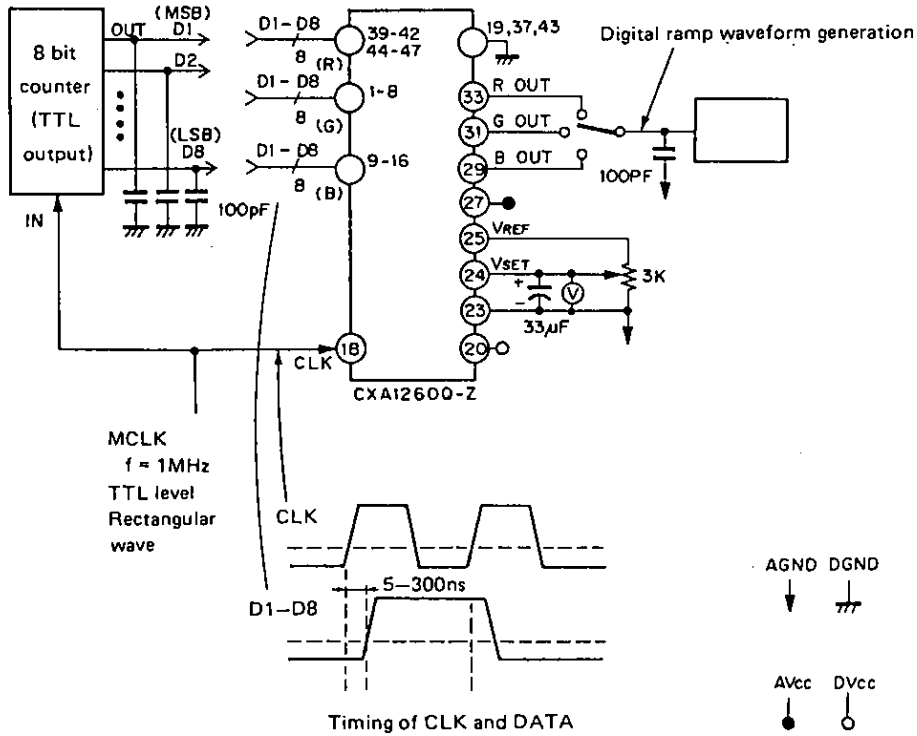 8 bit
counter
(TTL
output)
OUT
(MSB)
D1
D2
(LSB)
D8
IN
100pF
D1-D8
8
(R)
39-42
44-47
D1-D8
8
(G)
1-8
D1-D8
8
(B)
9-16
18
CLK
19,37,43
33
R OUT
31
G OUT
29
B OUT
27
25
VREF
24
VSET
23
20
+
−
33μF
V
3K
Digital ramp waveform generation
100PF
CXA1260Q-Z
MCLK
f = 1MHz
TTL level
Rectangular
wave
CLK
5−300ns
D1−D8
Timing of CLK and DATA
AGND DGND
AVcc DVcc